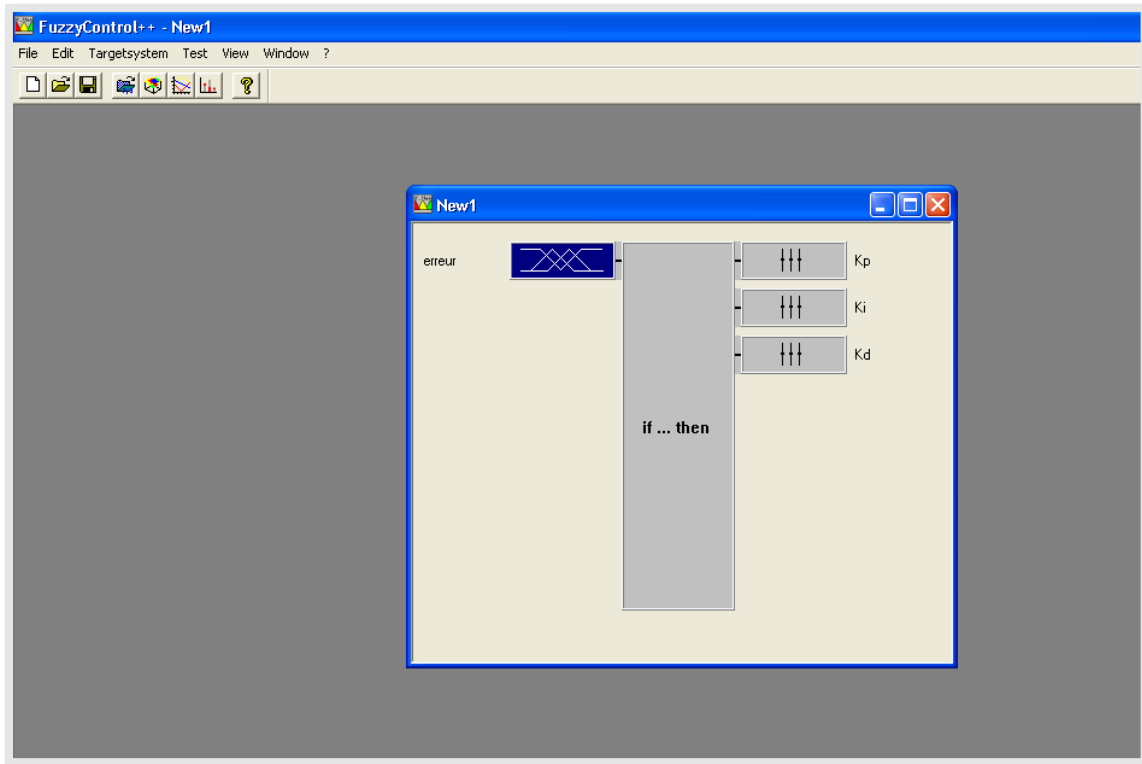 FuzzyControl++ - New1
File Edit Targetsystem Test View Window ?
New1
erreur
Kp
Ki
Kd
if ... then